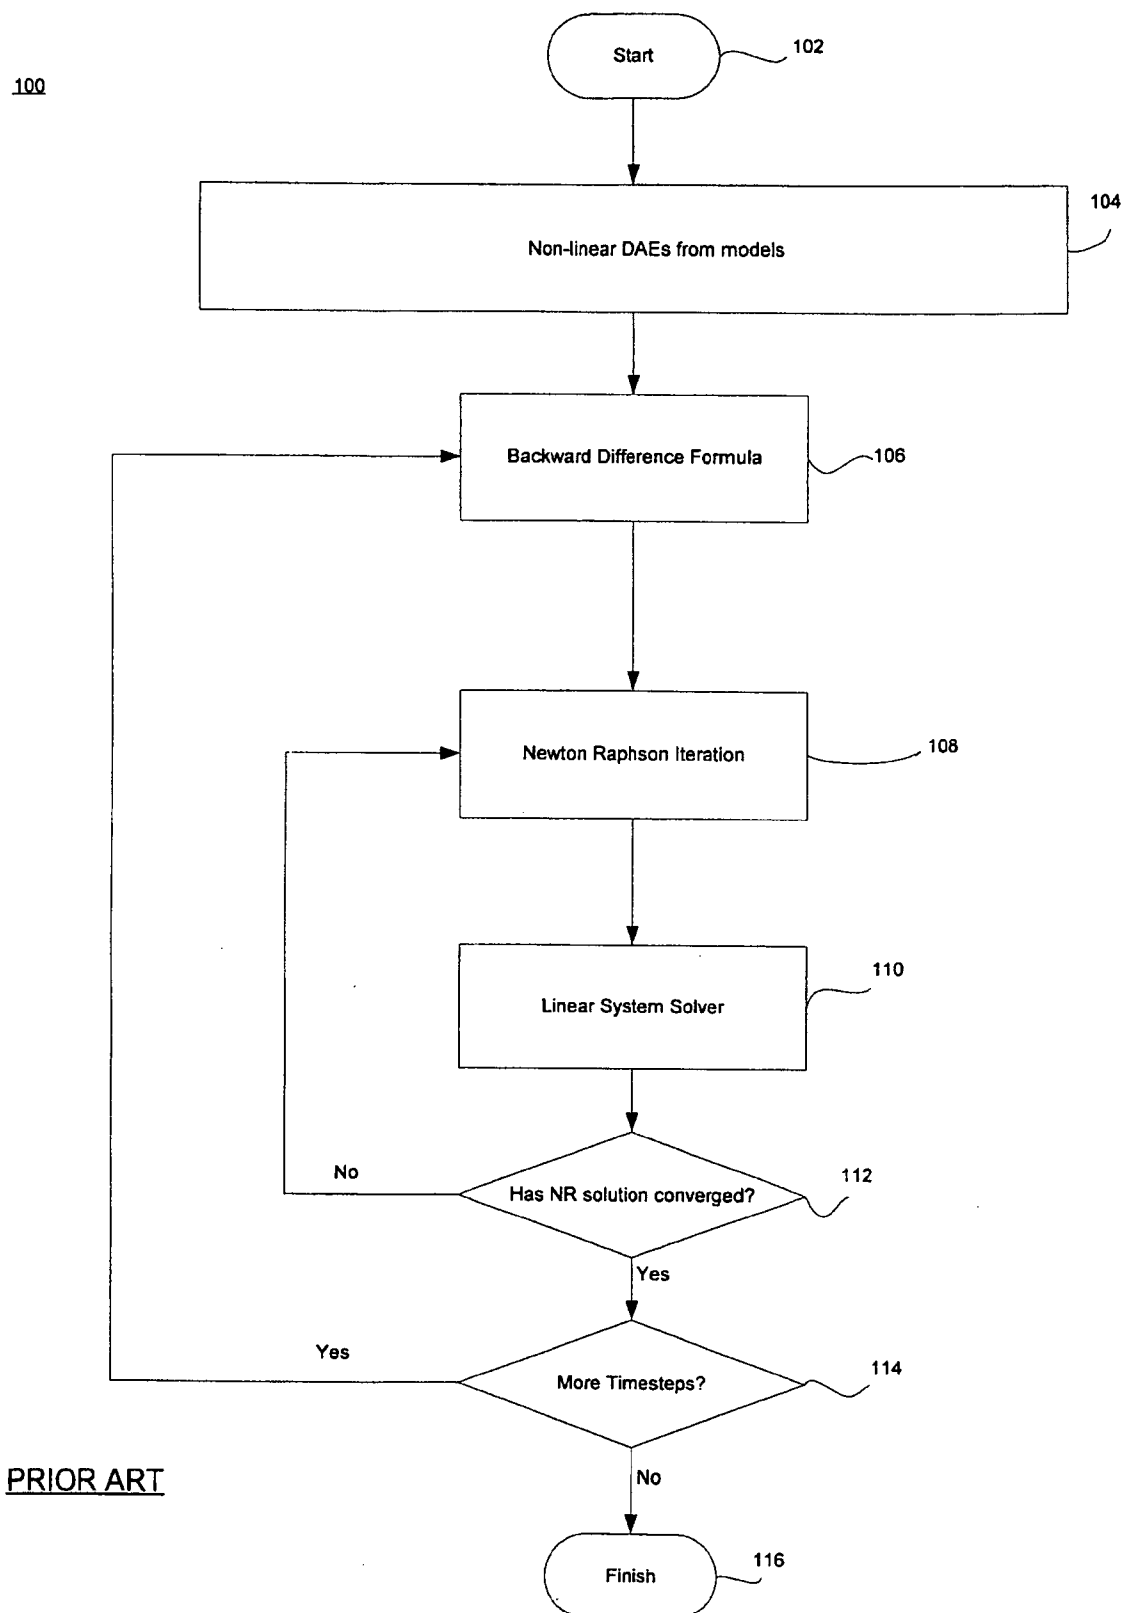 Start
102
100
104
Non-linear DAEs from models
Backward Difference Formula
106
Newton Raphson Iteration
108
110
Linear System Solver
No
Has NR solution converged?
112
Yes
Yes
More Timesteps?
114
PRIOR ART
No
Finish
116